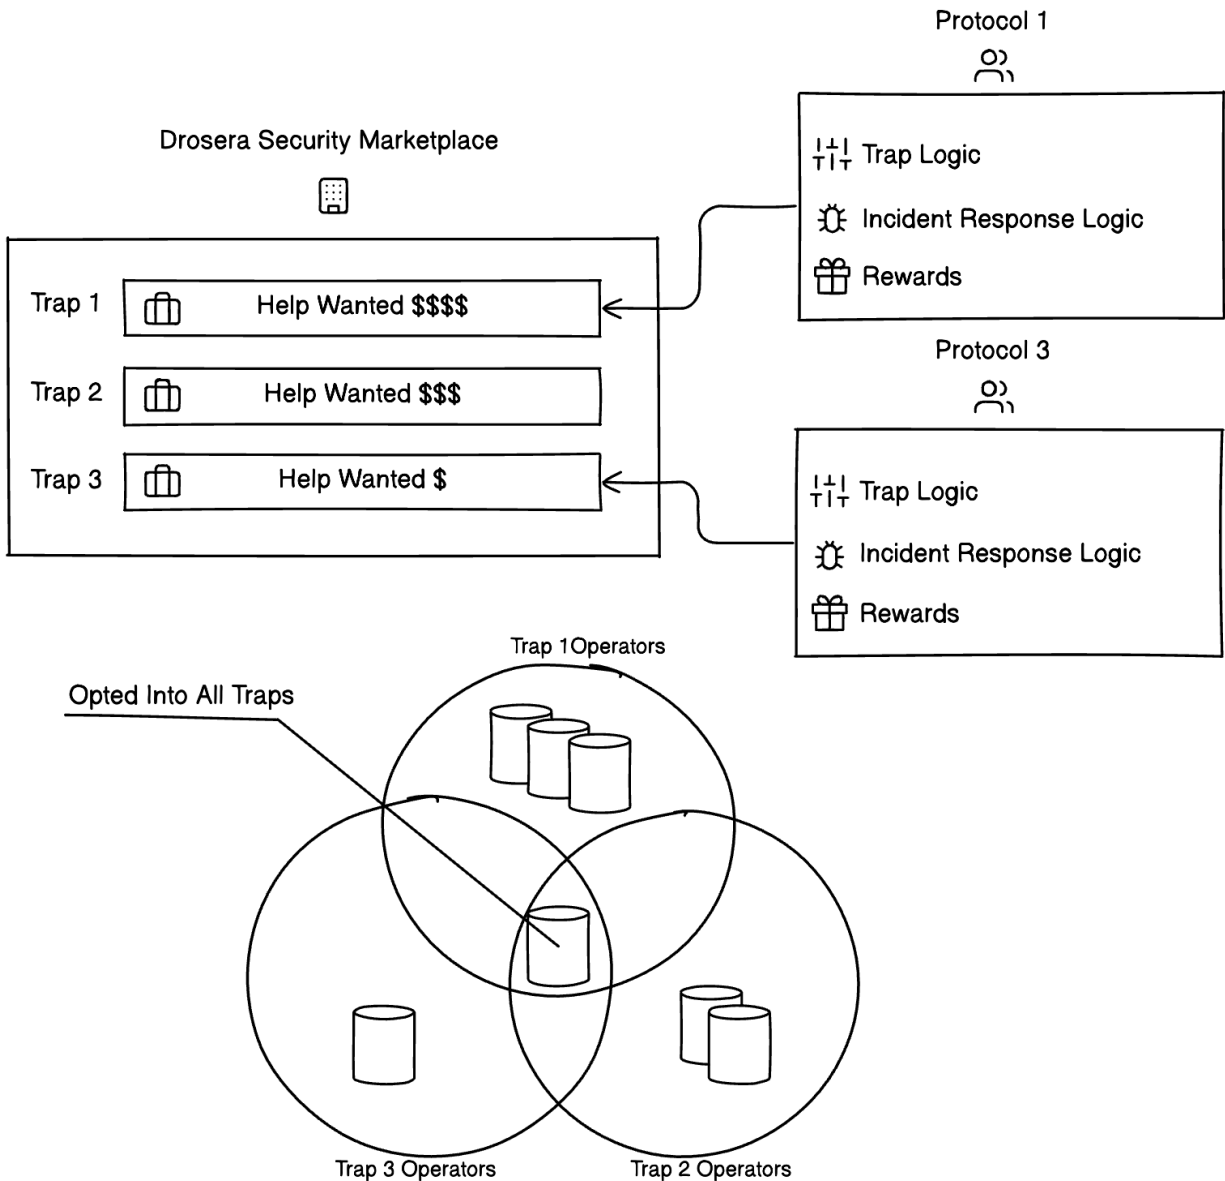 Protocol 1
Drosera Security Marketplace
Trap Logic
Incident Response Logic
Rewards
Trap 1
Help Wanted $$$$
Trap 2
Help Wanted $$$
Trap 3
Help Wanted $
Protocol 3
Trap Logic
Incident Response Logic
Rewards
Trap 1Operators
Opted Into All Traps
Trap 3 Operators
Trap 2 Operators